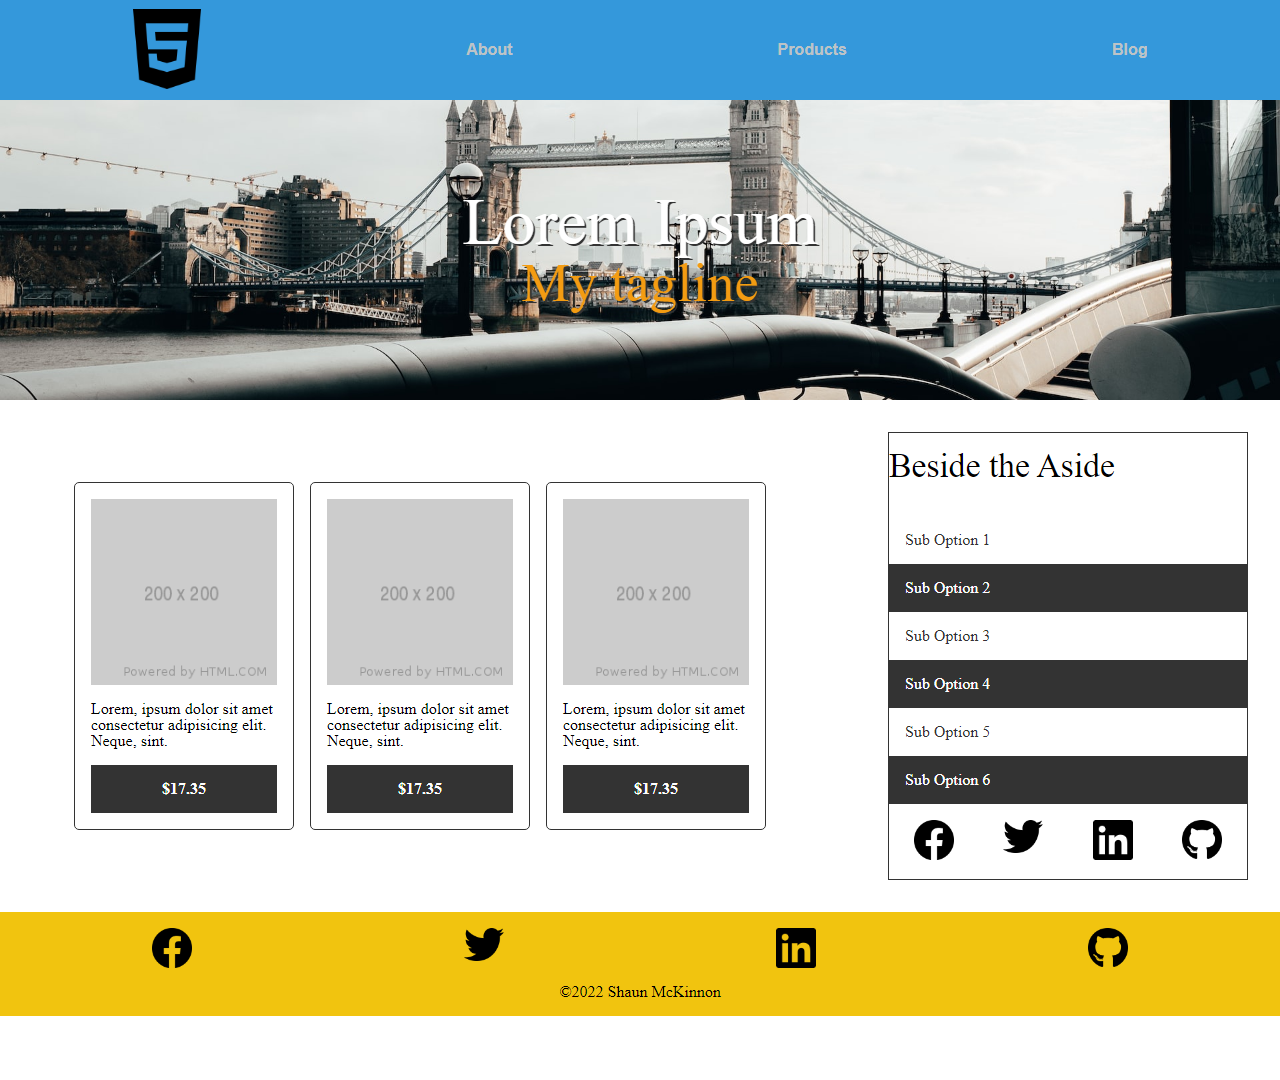 5
About
Products
Blog
Lorem Ipsum
My tagline
Beside the Aside
200 x 200
Powered by HTML.COM
200 x 200
Powered by HTML.COM
200 x 200
Powered by HTML.COM
Lorem, ipsum dolor sit amet
consectetur adipisicing elit.
Neque, sint.
$17.35
Lorem, ipsum dolor sit amet
consectetur adipisicing elit.
Neque, sint.
$17.35
Lorem, ipsum dolor sit amet
consectetur adipisicing elit.
Neque, sint.
$17.35
Sub Option 1
Sub Option 2
Sub Option 3
Sub Option 4
Sub Option 5
Sub Option 6
in
in
©2022 Shaun McKinnon